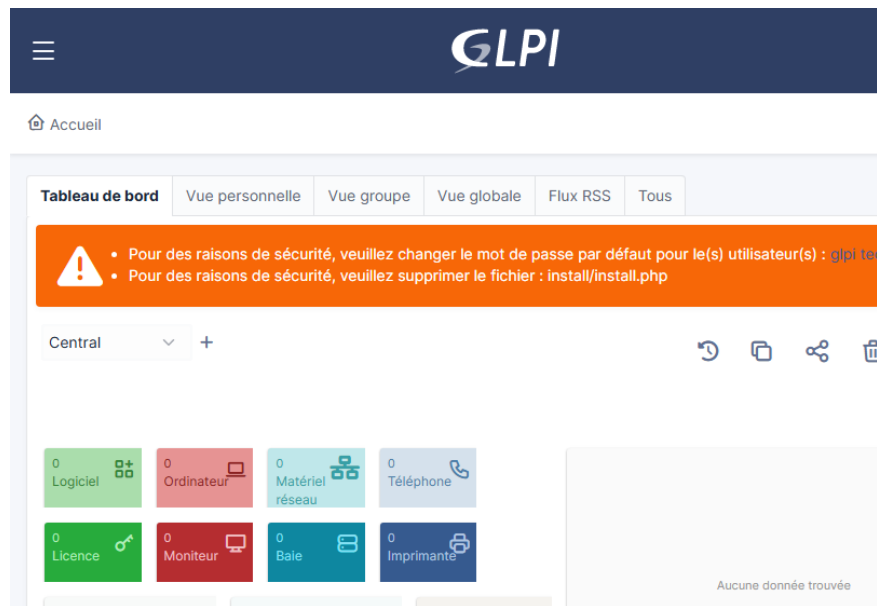 GLPI
Accueil
Tableau de bord Vue personnelle Vue groupe Vue globale Flux RSS Tous
• Pour des raisons de sécurité, veuillez changer le mot de passe par défaut pour le(s) utilisateur(s) : glpi
• Pour des raisons de sécurité, veuillez supprimer le fichier : install/install.php
Central
0 0 0 0
Logiciel Ordinateur Matériel Téléphone
réseau
0 0 0 0
Licence Moniteur Baie Imprimante
Aucune donnée trouvée